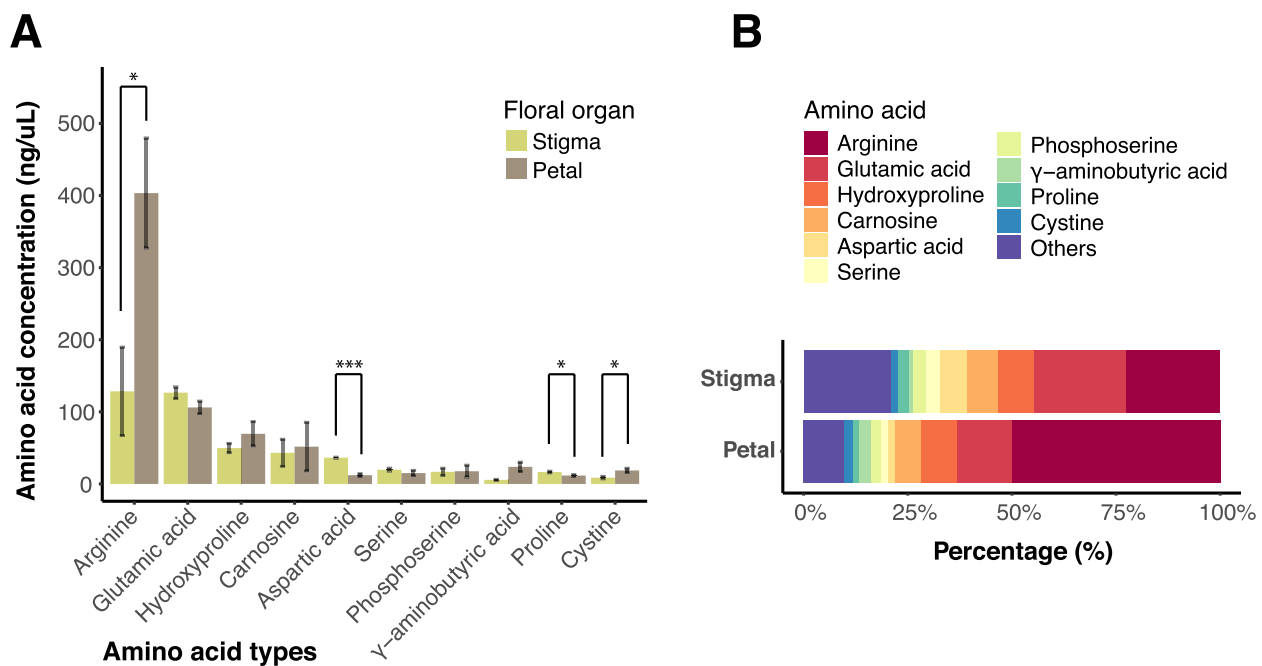 A
Amino acid concentration (ng/uL)
500
400
300
200
100
0
*
***
*
*
Floral organ
Stigma
Petal
Arginine
Glutamic acid
Hydroxyproline
Carnosine
Aspartic acid
Serine
Phosphoserine
γ−aminobutyric acid
Proline
Cystine
Amino acid types
B
Amino acid
Arginine
Glutamic acid
Hydroxyproline
Carnosine
Aspartic acid
Serine
Phosphoserine
γ−aminobutyric acid
Proline
Cystine
Others
Stigma
Petal
0%
25%
50%
75%
100%
Percentage (%)